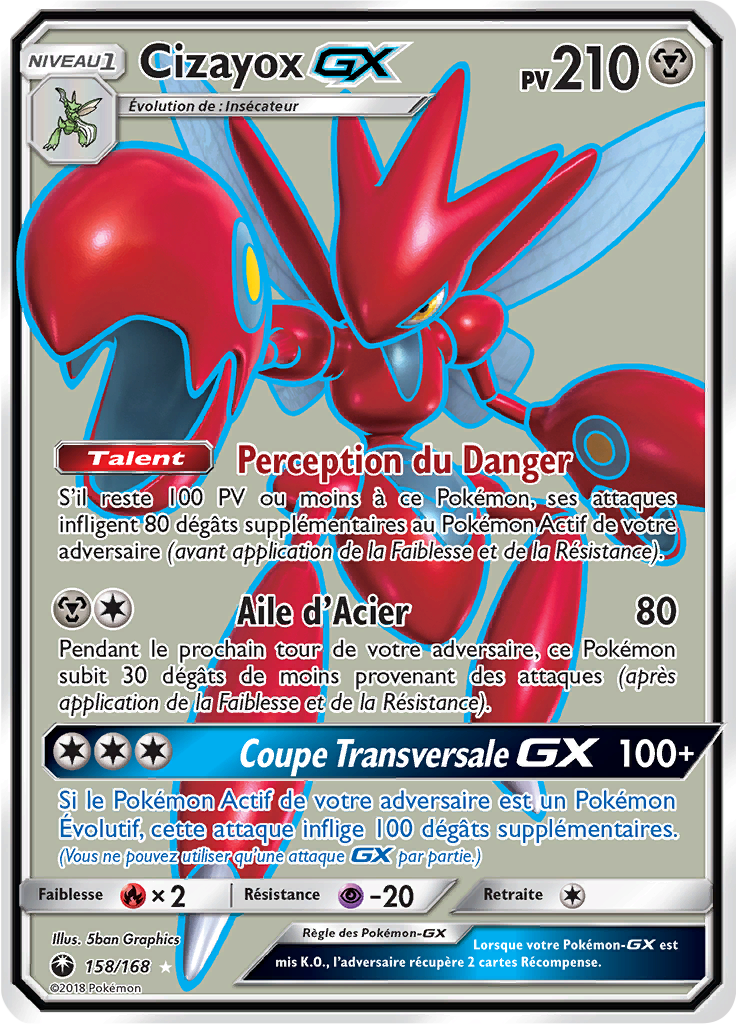 NIVEAU 1
Cizayox GX
PV 210
Évolution de : Insécateur
Talent Perception du Danger
S'il reste 100 PV ou moins à ce Pokémon, ses attaques
infligent 80 dégâts supplémentaires au Pokémon Actif de votre
adversaire (avant application de la Faiblesse et de la Résistance).
Aile d'Acier 80
Pendant le prochain tour de votre adversaire, ce Pokémon
subit 30 dégâts de moins provenant des attaques (après
application de la Faiblesse et de la Résistance).
Coupe Transversale GX 100+
Si le Pokémon Actif de votre adversaire est un Pokémon
Évolutif, cette attaque inflige 100 dégâts supplémentaires.
(Vous ne pouvez utiliser qu'une attaque GX par partie.)
Faiblesse ×2 Résistance -20 Retraite
Illus. 5ban Graphics
158/168
©2018 Pokémon
Règle des Pokémon-GX
Lorsque votre Pokémon-GX est
mis K.O., l'adversaire récupère 2 cartes Récompense.